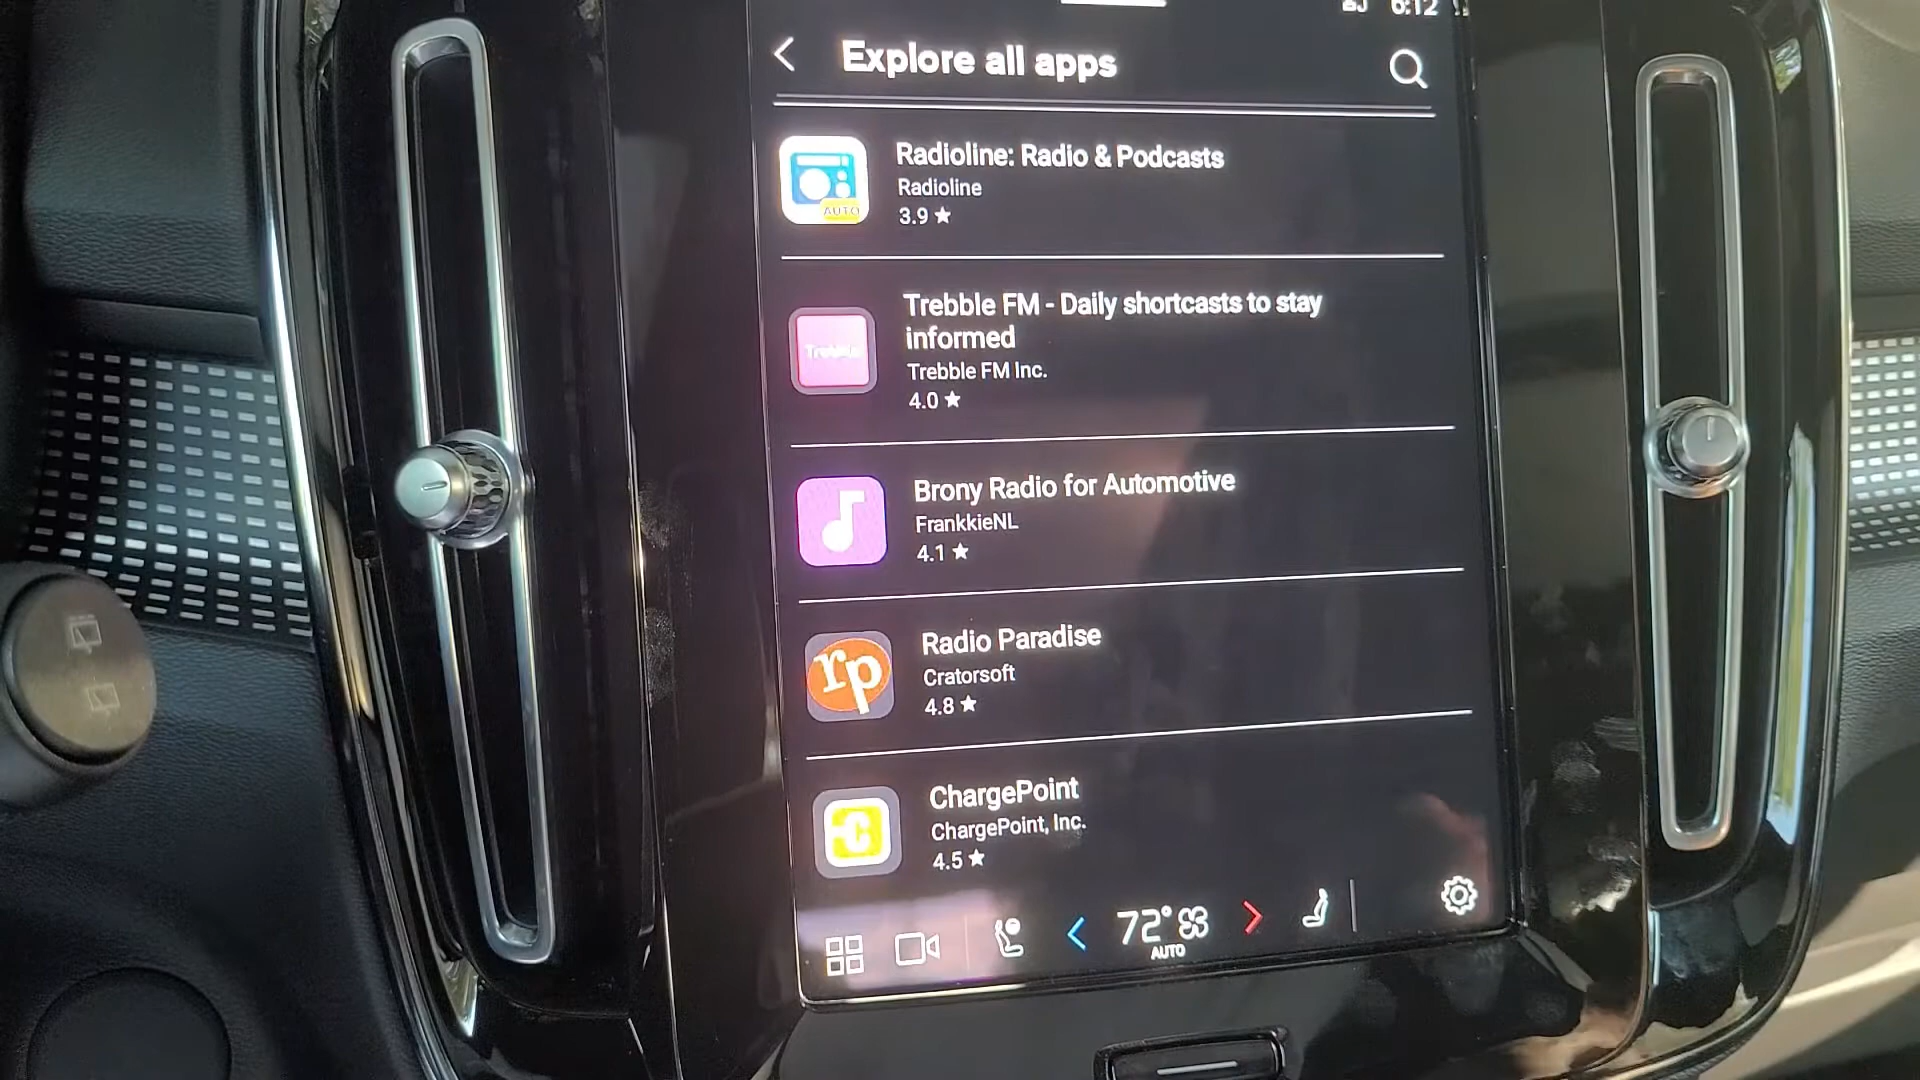 6:12
Explore all apps
Radioline: Radio & Podcasts
Radioline
3.9 ★
AUTO
Trebble FM - Daily shortcasts to stay
informed
Trebble
Trebble FM Inc.
4.0 ★
Brony Radio for Automotive
FrankkieNL
4.1 ★
rp
Radio Paradise
Cratorsoft
4.8 ★
ChargePoint
ChargePoint, Inc.
4.5 ★
72°
AUTO